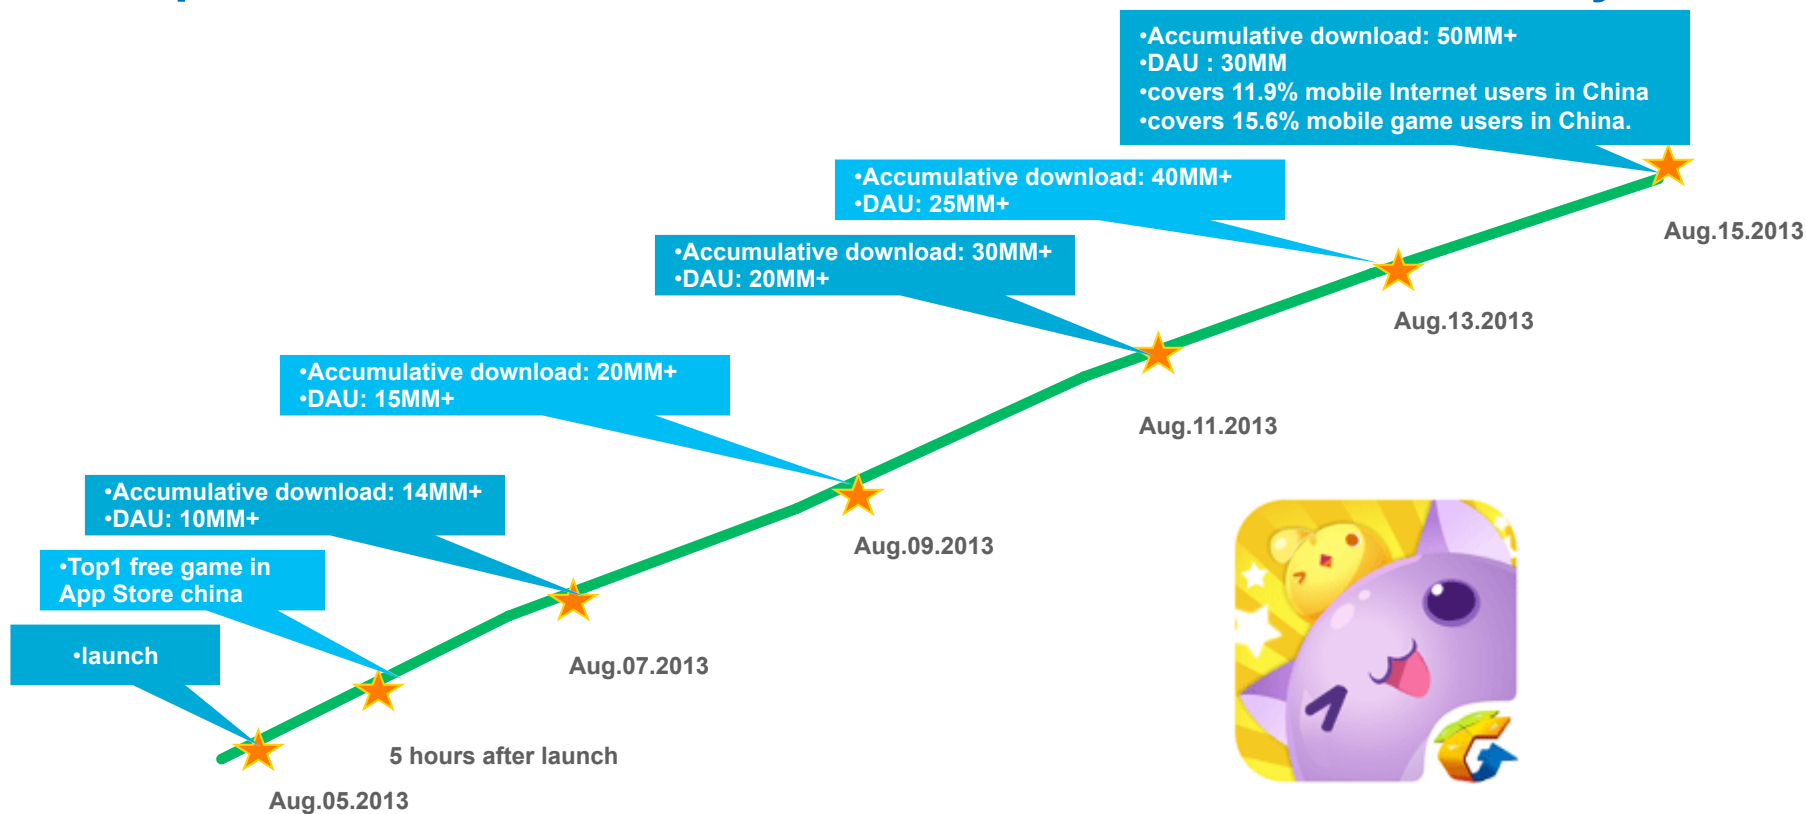 •Accumulative download: 50MM+
•DAU : 30MM
•covers 11.9% mobile Internet users in China
•covers 15.6% mobile game users in China.
•Accumulative download: 40MM+
•DAU: 25MM+
Aug.15.2013
•Accumulative download: 30MM+
•DAU: 20MM+
Aug.13.2013
•Accumulative download: 20MM+
•DAU: 15MM+
Aug.11.2013
•Accumulative download: 14MM+
•DAU: 10MM+
Aug.09.2013
•Top1 free game in
App Store china
•launch
Aug.07.2013
5 hours after launch
Aug.05.2013